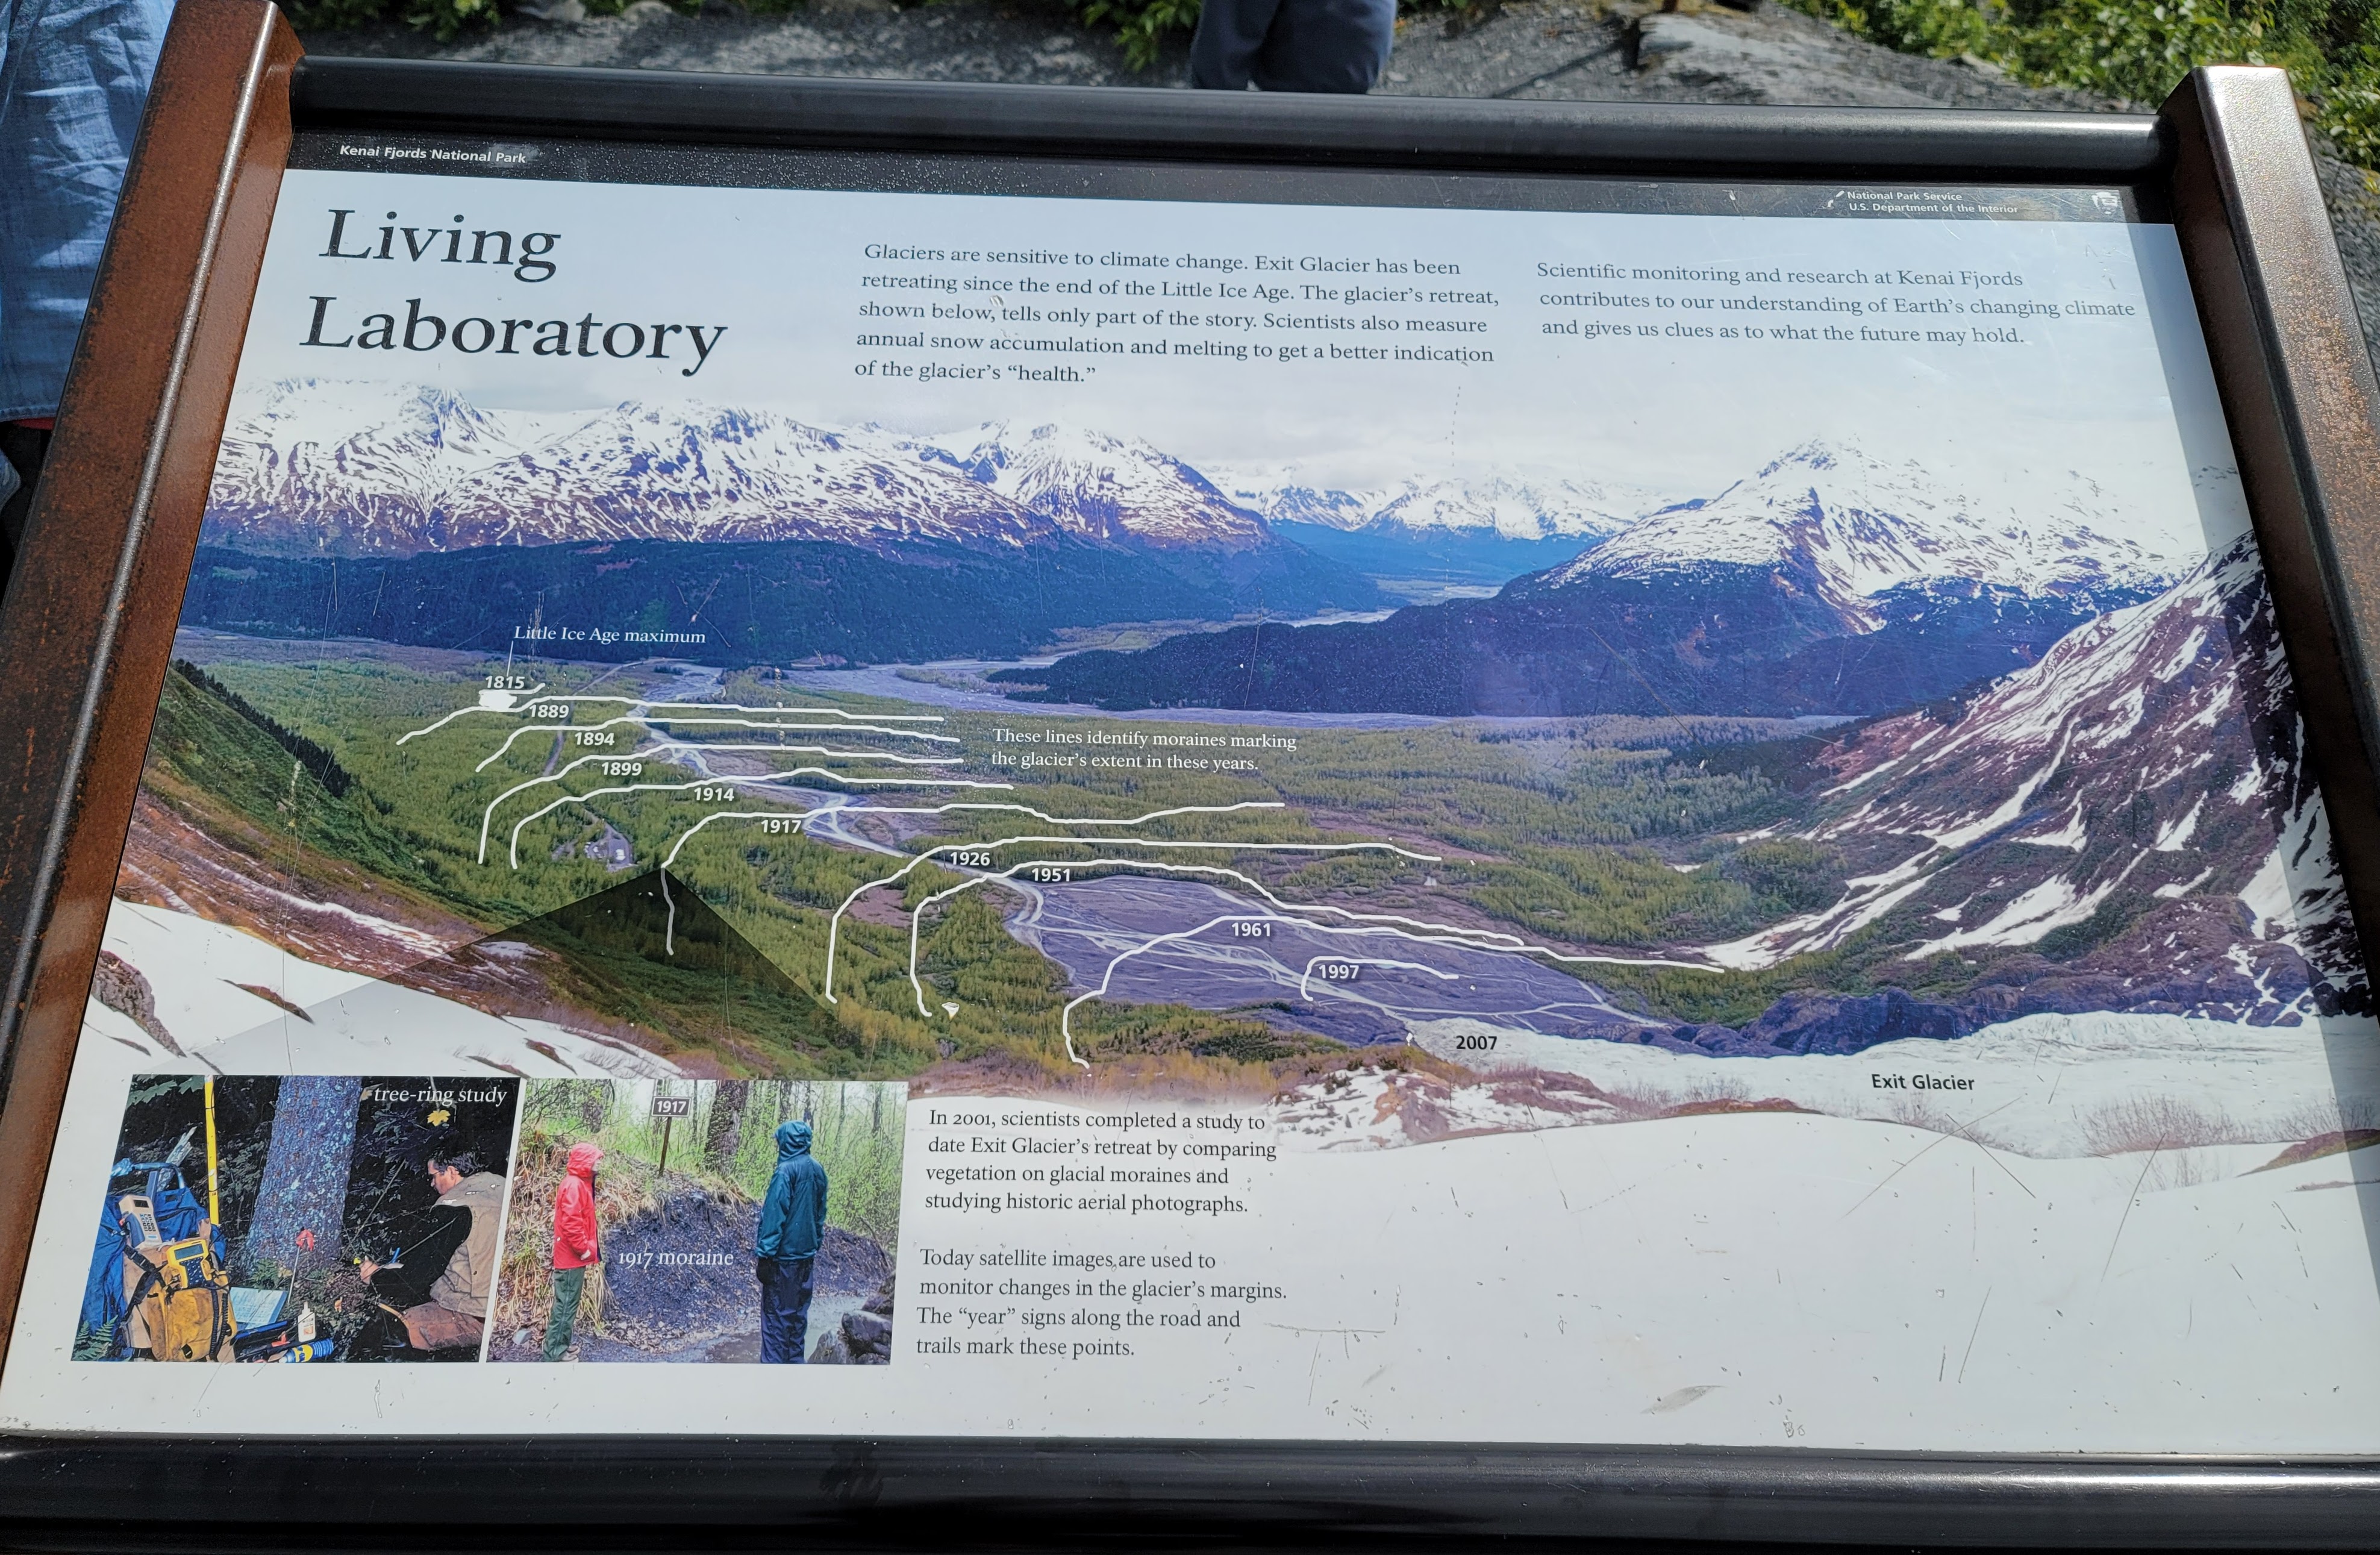 Kenai Fjords National Park
National Park Service
U.S. Department of the Interior
Living
Laboratory
Glaciers are sensitive to climate change. Exit Glacier has been
retreating since the end of the Little Ice Age. The glacier’s retreat,
shown below, tells only part of the story. Scientists also measure
annual snow accumulation and melting to get a better indication
of the glacier’s “health.”
Scientific monitoring and research at Kenai Fjords
contributes to our understanding of Earth’s changing climate
and gives us clues as to what the future may hold.
Little Ice Age maximum
1815
1889
1894
1899
1914
1917
1926
1951
1961
1997
2007
These lines identify moraines marking
the glacier’s extent in these years.
Exit Glacier
tree-ring study
1917
1917 moraine
In 2001, scientists completed a study to
date Exit Glacier’s retreat by comparing
vegetation on glacial moraines and
studying historic aerial photographs.
Today satellite images are used to
monitor changes in the glacier’s margins.
The “year” signs along the road and
trails mark these points.